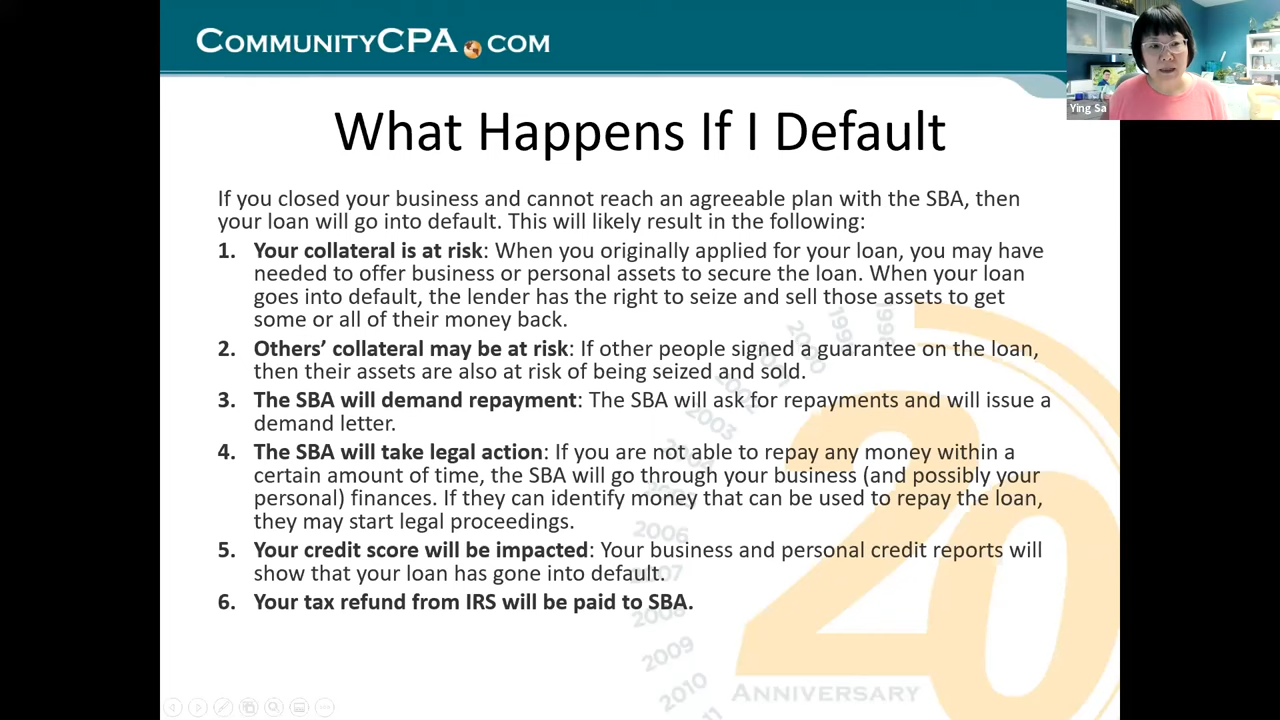 COMMUNITYCPA.COM
Ying Sa
What Happens If I Default
If you closed your business and cannot reach an agreeable plan with the SBA, then
your loan will go into default. This will likely result in the following:
1. Your collateral is at risk: When you originally applied for your loan, you may have
needed to offer business or personal assets to secure the loan. When your loan
goes into default, the lender has the right to seize and sell those assets to get
some or all of their money back.
2. Others’ collateral may be at risk: If other people signed a guarantee on the loan,
then their assets are also at risk of being seized and sold.
3. The SBA will demand repayment: The SBA will ask for repayments and will issue a
demand letter.
4. The SBA will take legal action: If you are not able to repay any money within a
certain amount of time, the SBA will go through your business (and possibly your
personal) finances. If they can identify money that can be used to repay the loan,
they may start legal proceedings.
5. Your credit score will be impacted: Your business and personal credit reports will
show that your loan has gone into default.
6. Your tax refund from IRS will be paid to SBA.
1999
2000
2002
2003
2006
2007
2008
2009
2010
20
ANNIVERSARY